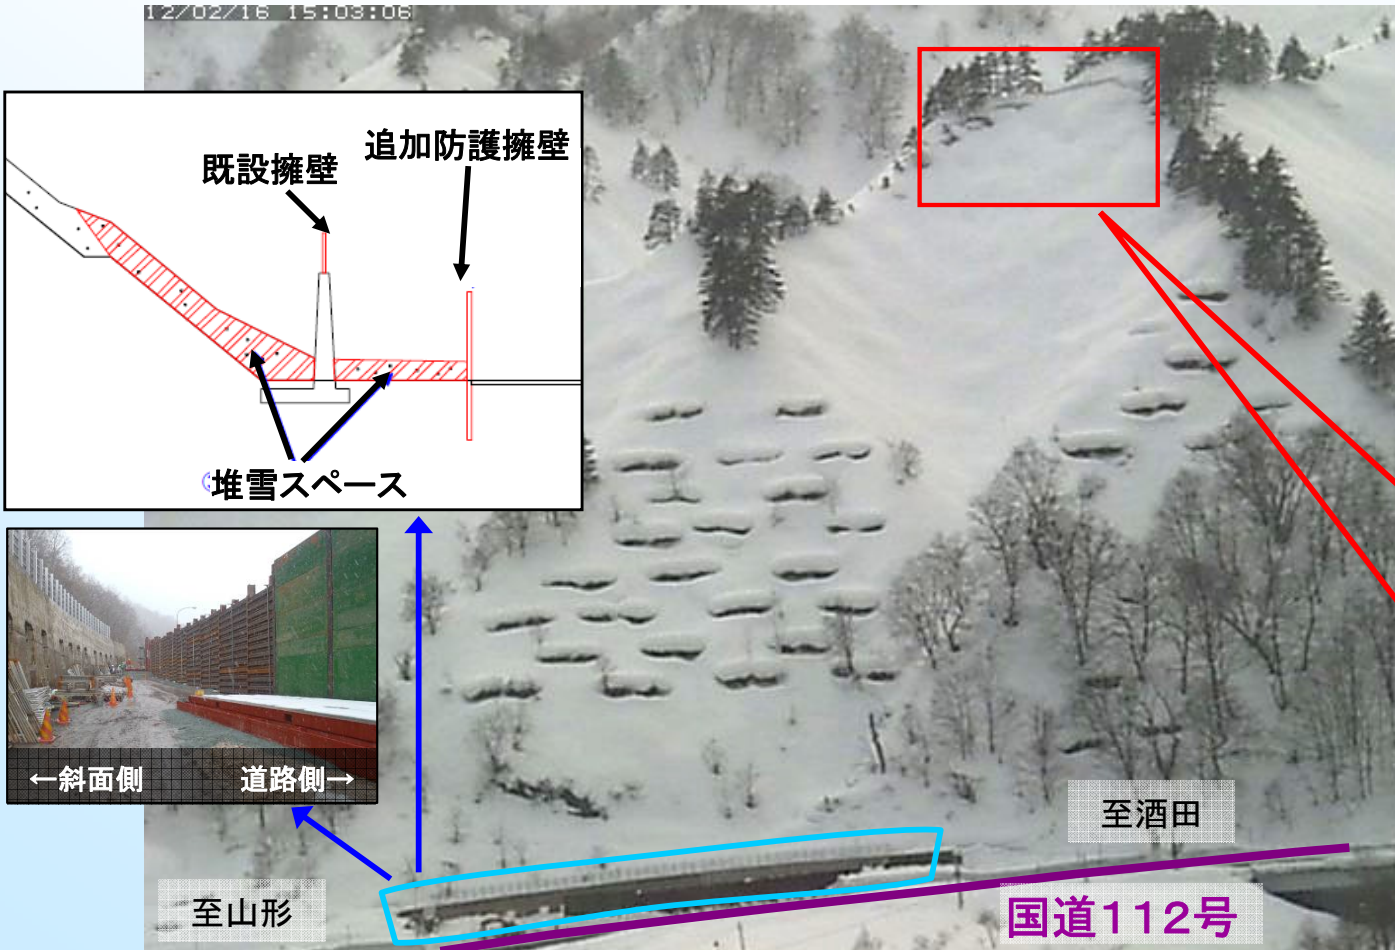 12/02/16 15:03:06
追加防護擁壁
既設擁壁
堆雪スペース
←斜面側
道路側→
至酒田
至山形
国道112号